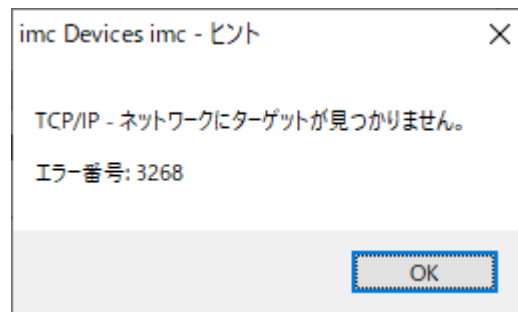 imc Devices imc - ヒント
TCP/IP - ネットワークにターゲットが見つかりません。
エラー番号: 3268
OK